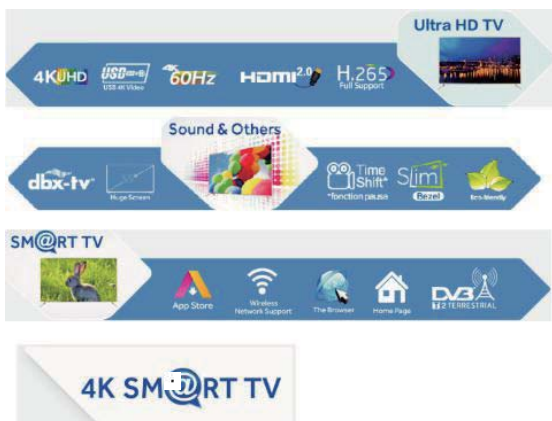 Ultra HD TV
4KUHD USB 4K 60Hz HDMI 2.0 H.265
USB 4K Video Full Support
Sound & Others
dbx-tv Time Shift* Slim
Huge Screen *fonction pause Bezel Eco-friendly
SM@RT TV
App Store Wireless Network Support The Browser Home Page DVB T2 TERRESTRIAL
4K SM@RT TV